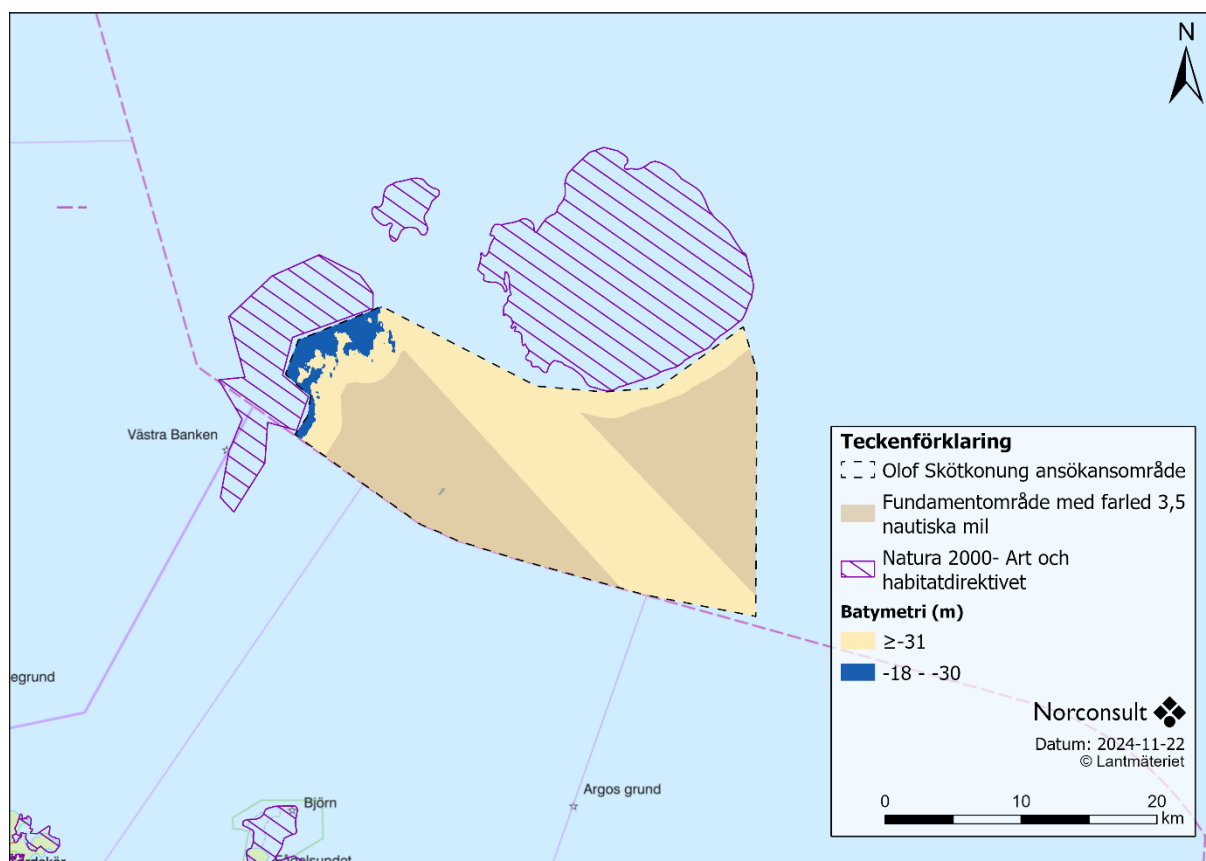 N
Västra Banken
egrund
Björn
Argos grund
Teckenförklaring
Olof Skötkonung ansökansområde
Fundamentområde med farled 3,5
nautiska mil
Natura 2000- Art och
habitatdirektivet
Batymetri (m)
≥-31
-18 - -30
Norconsult
Datum: 2024-11-22
© Lantmäteriet
0 10 20
km